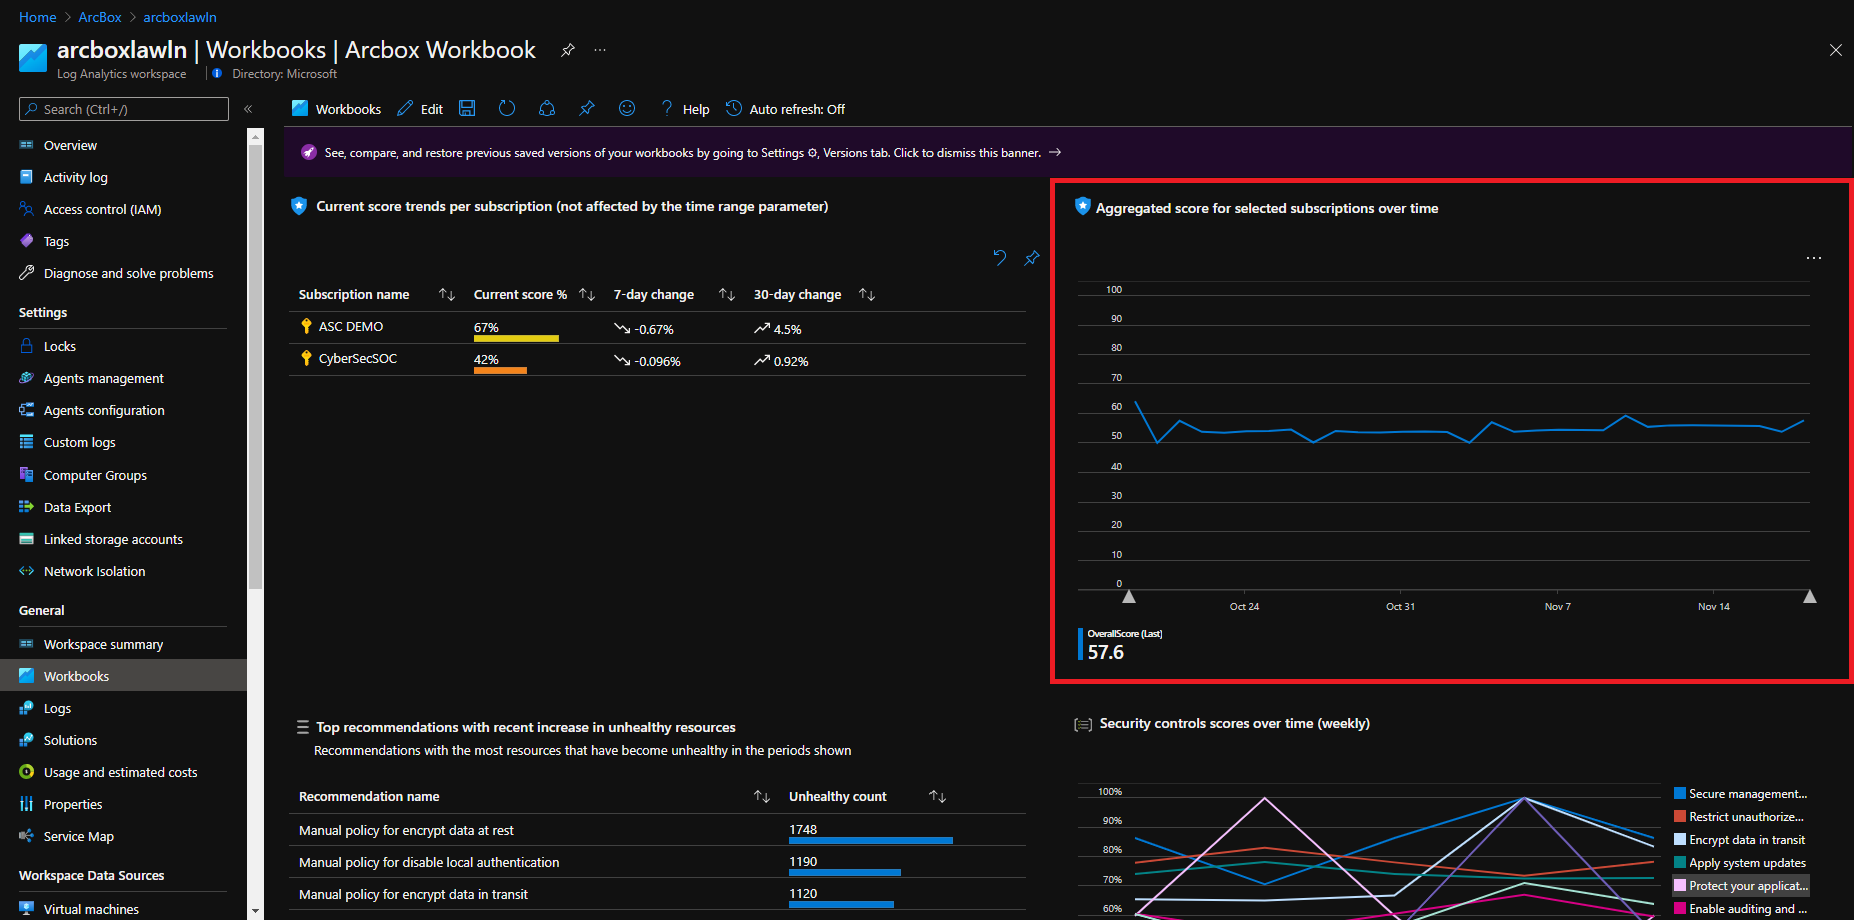 Home > ArcBox > arcboxlawln
arcboxlawln | Workbooks | Arcbox Workbook ...
Log Analytics workspace | Directory: Microsoft
Search (Ctrl+/)
«
Overview
Activity log
Access control (IAM)
Tags
Diagnose and solve problems
Settings
Locks
Agents management
Agents configuration
Custom logs
Computer Groups
Data Export
Linked storage accounts
Network Isolation
General
Workspace summary
Workbooks
Logs
Solutions
Usage and estimated costs
Properties
Service Map
Workspace Data Sources
Virtual machines
Workbooks Edit ? Help Auto refresh: Off
See, compare, and restore previous saved versions of your workbooks by going to Settings ⚙, Versions tab. Click to dismiss this banner. →
Current score trends per subscription (not affected by the time range parameter)
Subscription name ↑↓ Current score % ↑↓ 7-day change ↑↓ 30-day change ↑↓
ASC DEMO 67% -0.67% 4.5%
CyberSecSOC 42% -0.096% 0.92%
Aggregated score for selected subscriptions over time
...
100
90
80
70
60
50
40
30
20
10
0
Oct 24 Oct 31 Nov 7 Nov 14
OverallScore (Last)
57.6
Top recommendations with recent increase in unhealthy resources
Recommendations with the most resources that have become unhealthy in the periods shown
Recommendation name ↑↓ Unhealthy count ↑↓
Manual policy for encrypt data at rest 1748
Manual policy for disable local authentication 1190
Manual policy for encrypt data in transit 1120
Security controls scores over time (weekly)
100%
90%
80%
70%
60%
Secure management...
Restrict unauthorize...
Encrypt data in transit
Apply system updates
Protect your applicat...
Enable auditing and ...